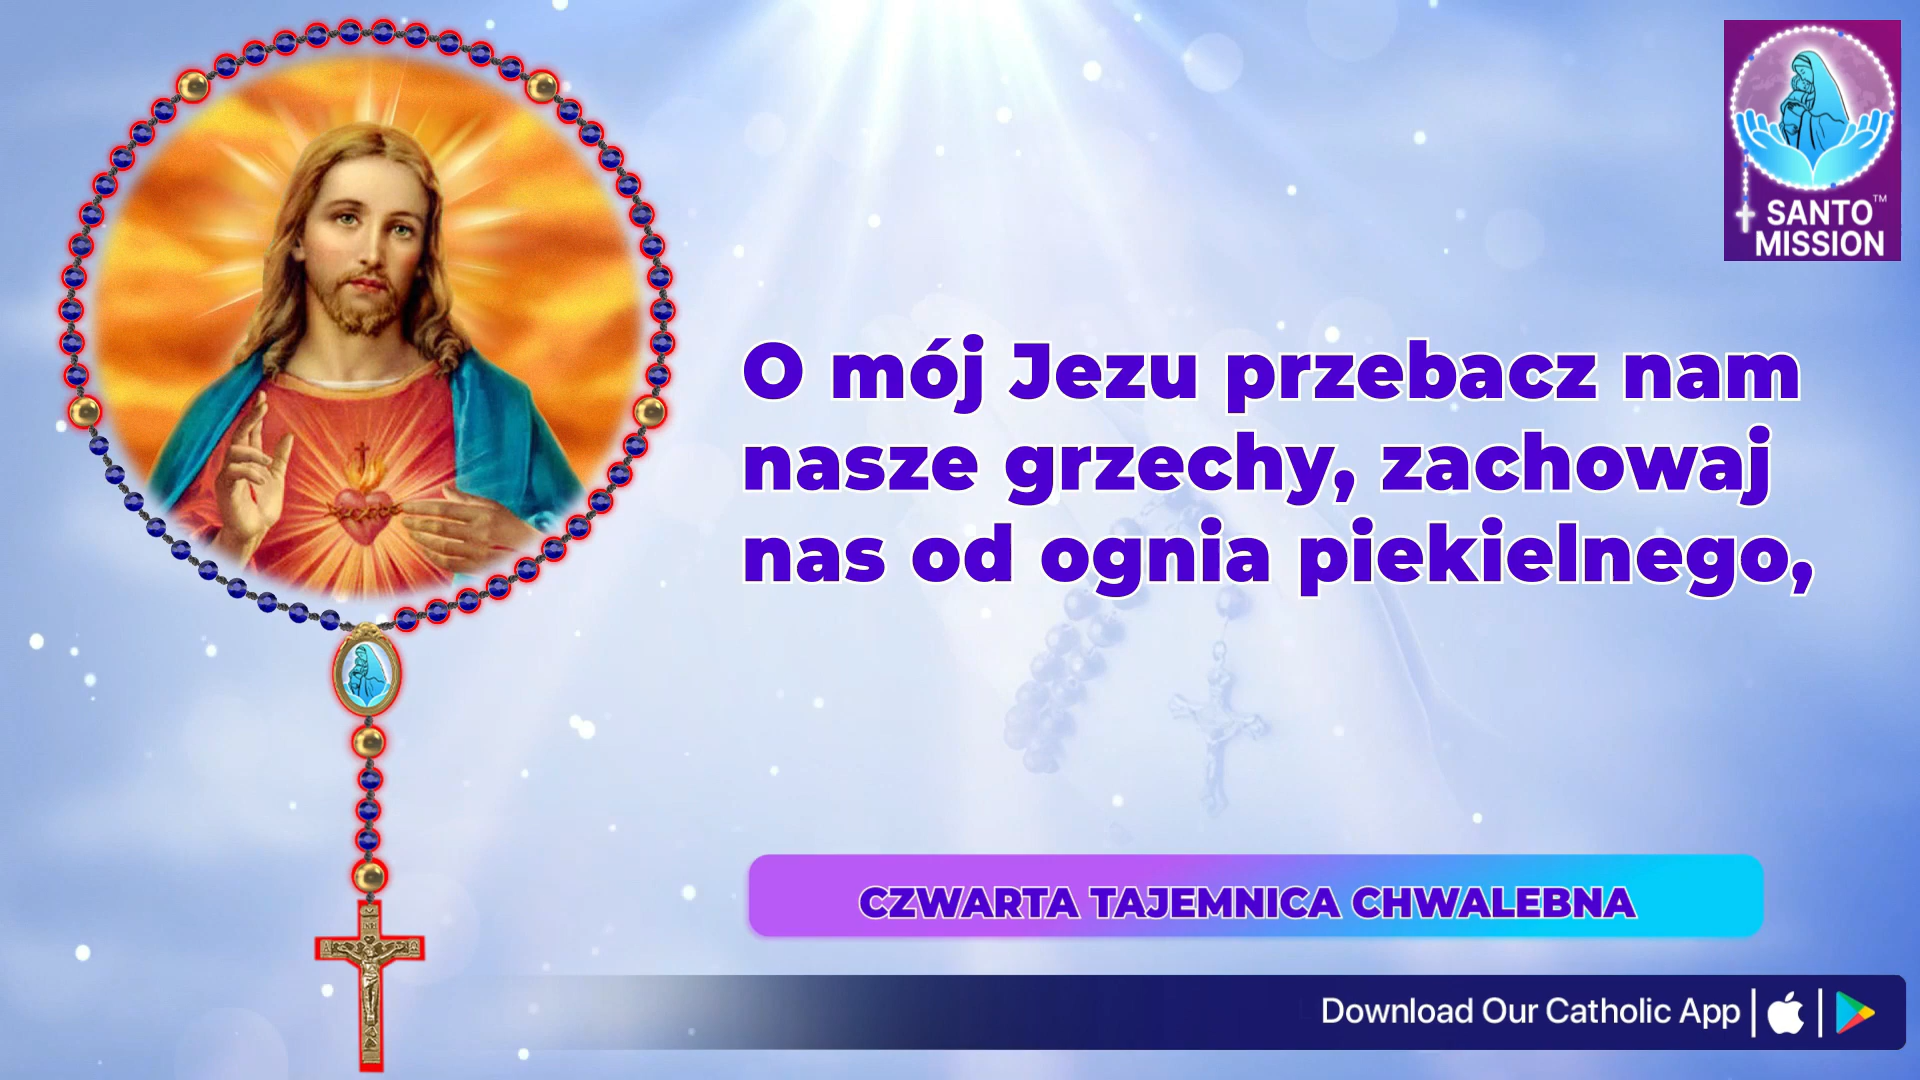 SANTO™
MISSION
O mój Jezu przebacz nam
nasze grzechy, zachowaj
nas od ognia piekielnego,
CZWARTA TAJEMNICA CHWALEBNA
Download Our Catholic App